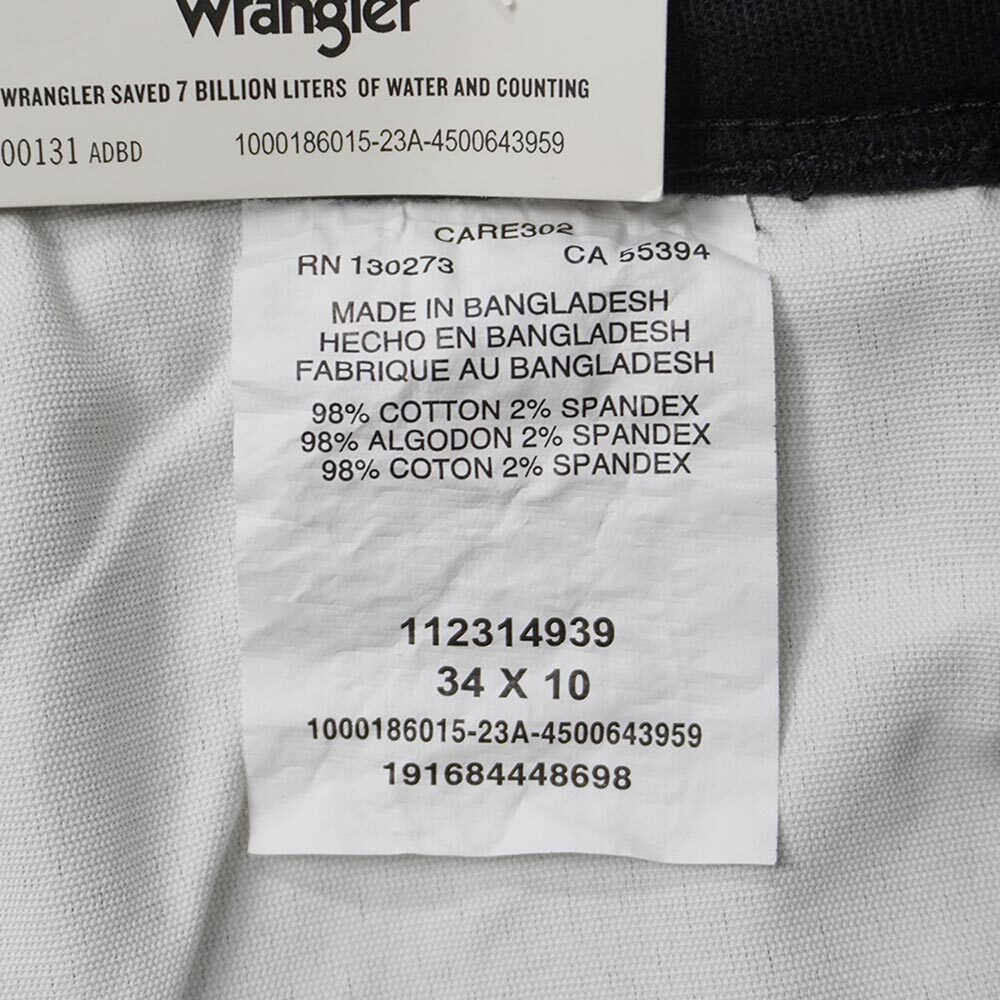 Wrangler
WRANGLER SAVED 7 BILLION LITERS OF WATER AND COUNTING
00131 ADBD 1000186015-23A-4500643959
CARE302
RN 130273 CA 55394
MADE IN BANGLADESH
HECHO EN BANGLADESH
FABRIQUE AU BANGLADESH
98% COTTON 2% SPANDEX
98% ALGODON 2% SPANDEX
98% COTON 2% SPANDEX
112314939
34 X 10
1000186015-23A-4500643959
191684448698